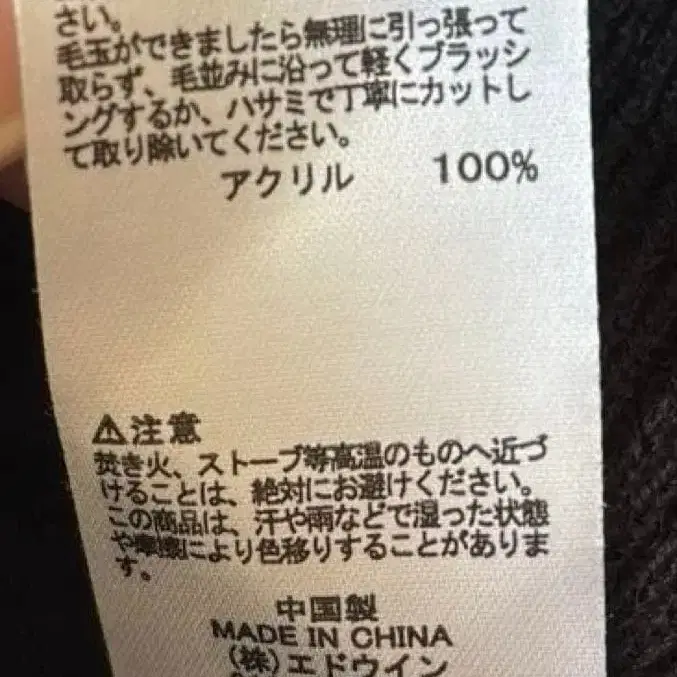 さい。
毛玉ができましたら無理に引っ張って
取らず、毛並みに沿って軽くブラッシ
ングするか、ハサミで丁寧にカットし
て取り除いてください。
アクリル 100%
⚠注意
焚き火、ストーブ等高温のものへ近づ
けることは、絶対にお避けください。
この商品は、汗や雨などで湿った状態
や摩擦により色移りすることがありま
す。
中国製
MADE IN CHINA
(株)エドウイン